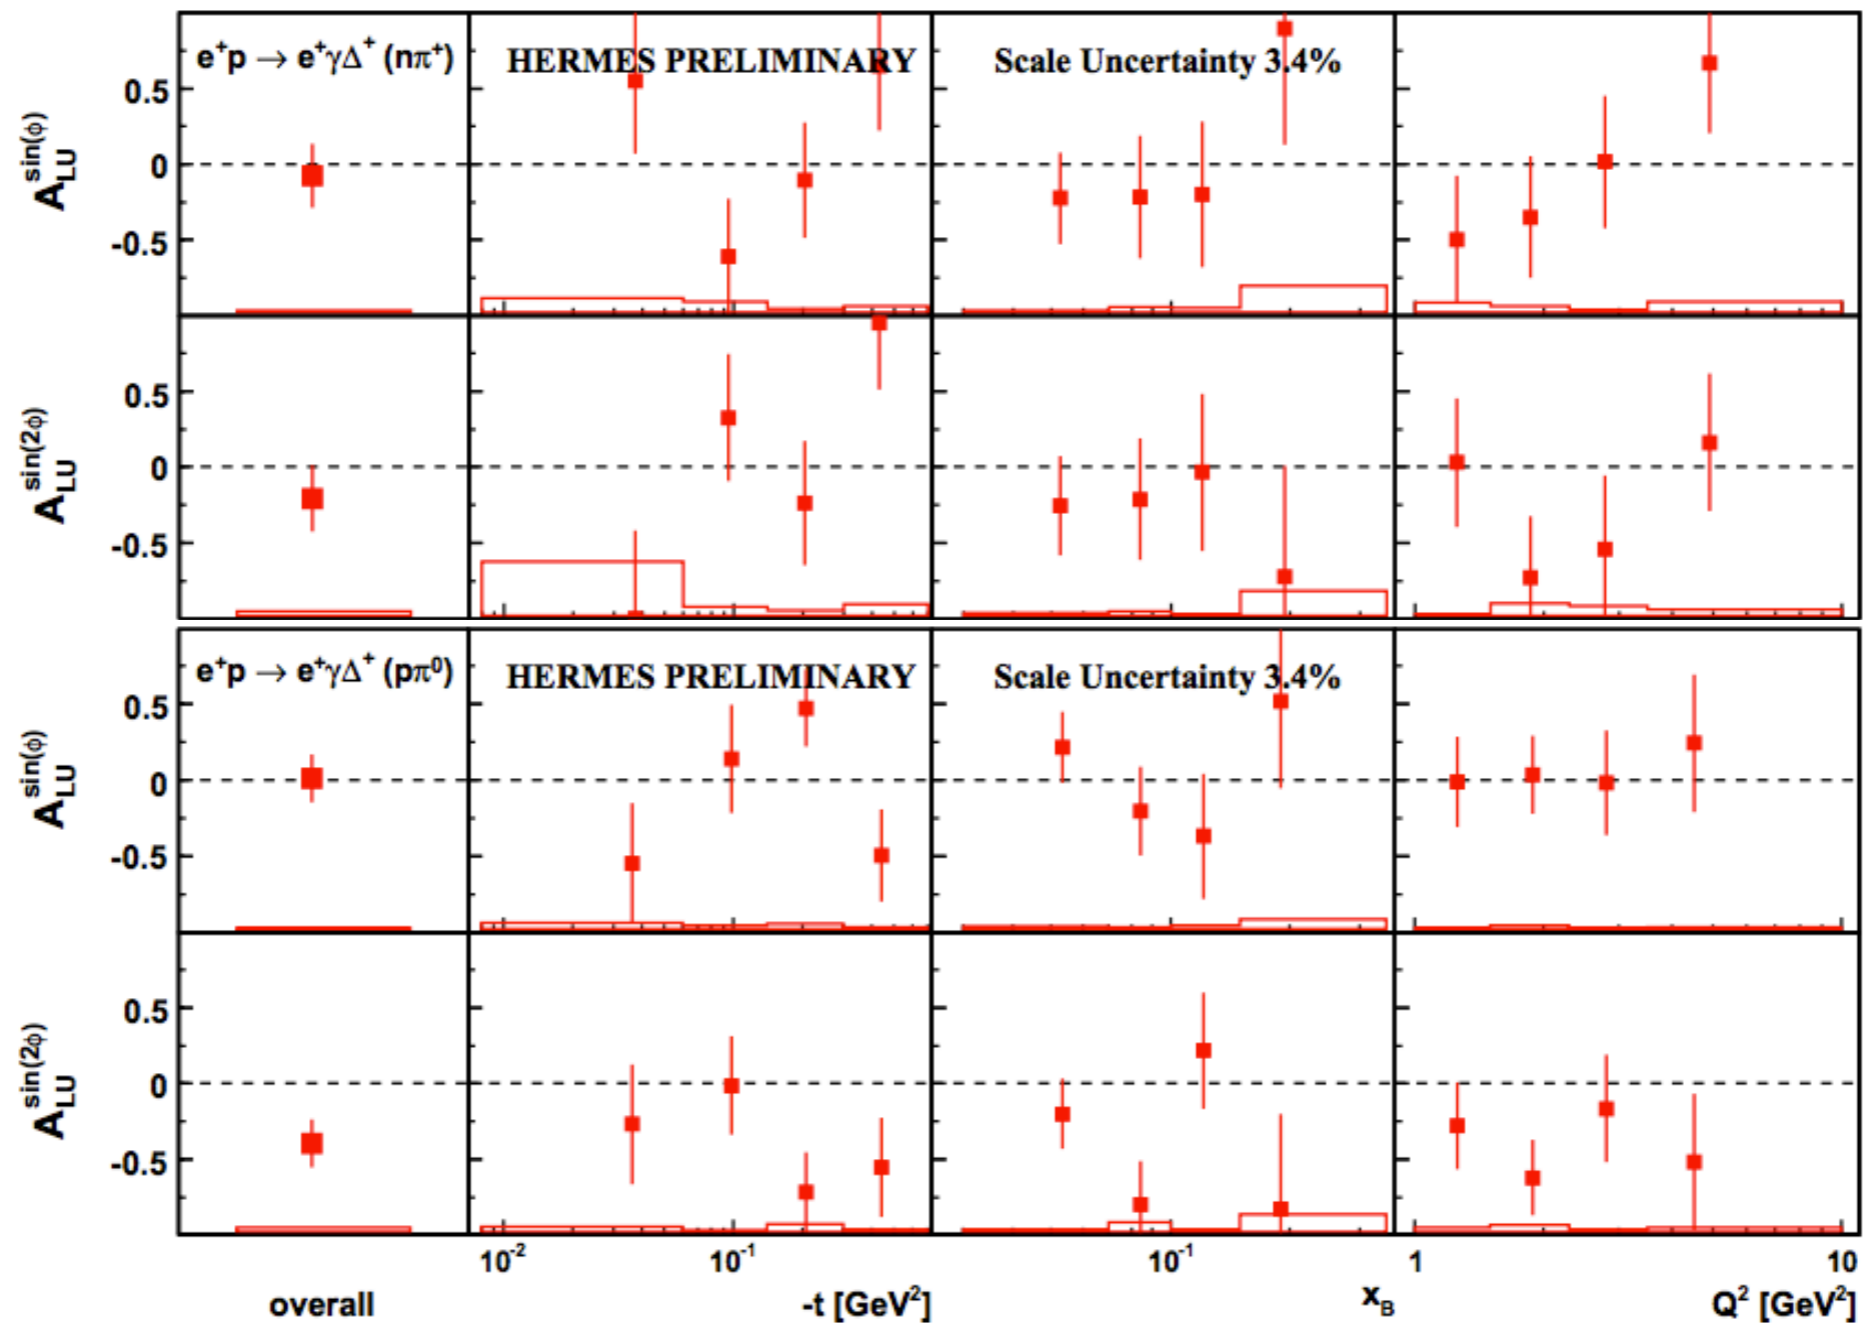 e⁺p → e⁺γΔ⁺ (nπ⁺) HERMES PRELIMINARY Scale Uncertainty 3.4%
A_LU^sin(φ)
0.5
0
-0.5
A_LU^sin(2φ)
0.5
0
-0.5
e⁺p → e⁺γΔ⁺ (pπ⁰) HERMES PRELIMINARY Scale Uncertainty 3.4%
A_LU^sin(φ)
0.5
0
-0.5
A_LU^sin(2φ)
0.5
0
-0.5
10⁻² 10⁻¹ 10⁻¹ 1 10
overall -t [GeV²] x_B Q² [GeV²]